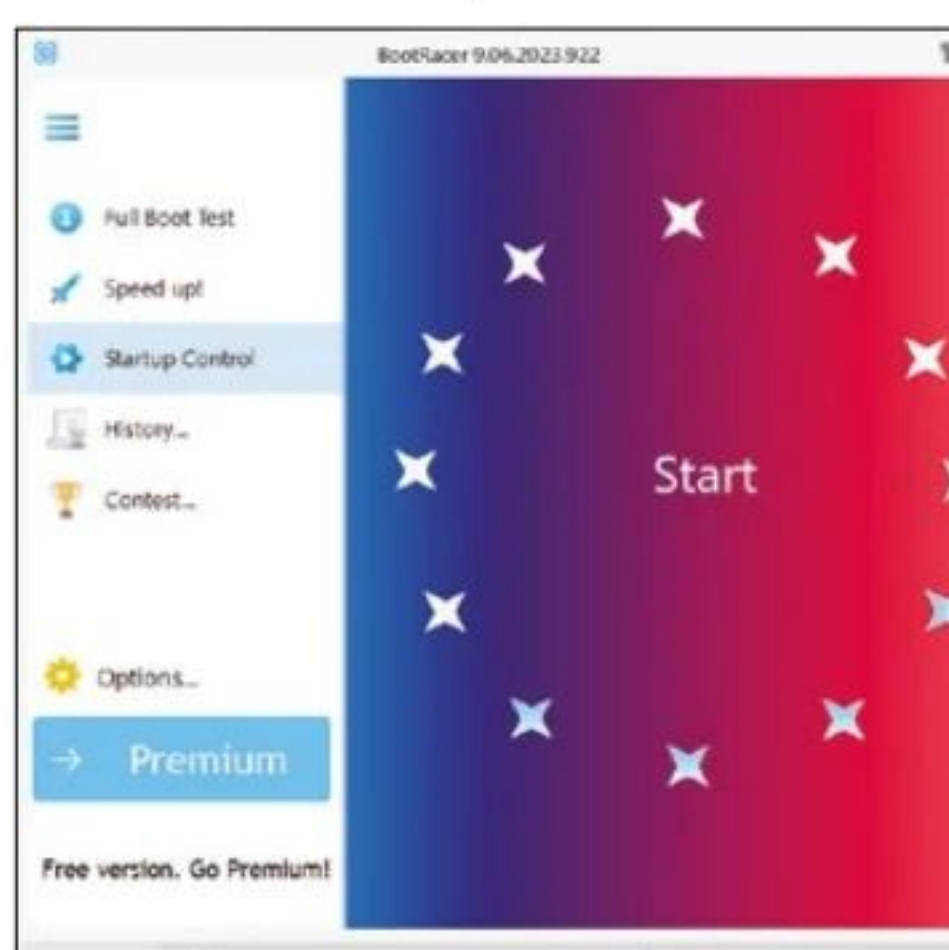 BootRacer 9.06.2023.922
Full Boot Test
Speed up!
Startup Control
History...
Contest...
Start
Options...
Premium
Free version. Go Premium!